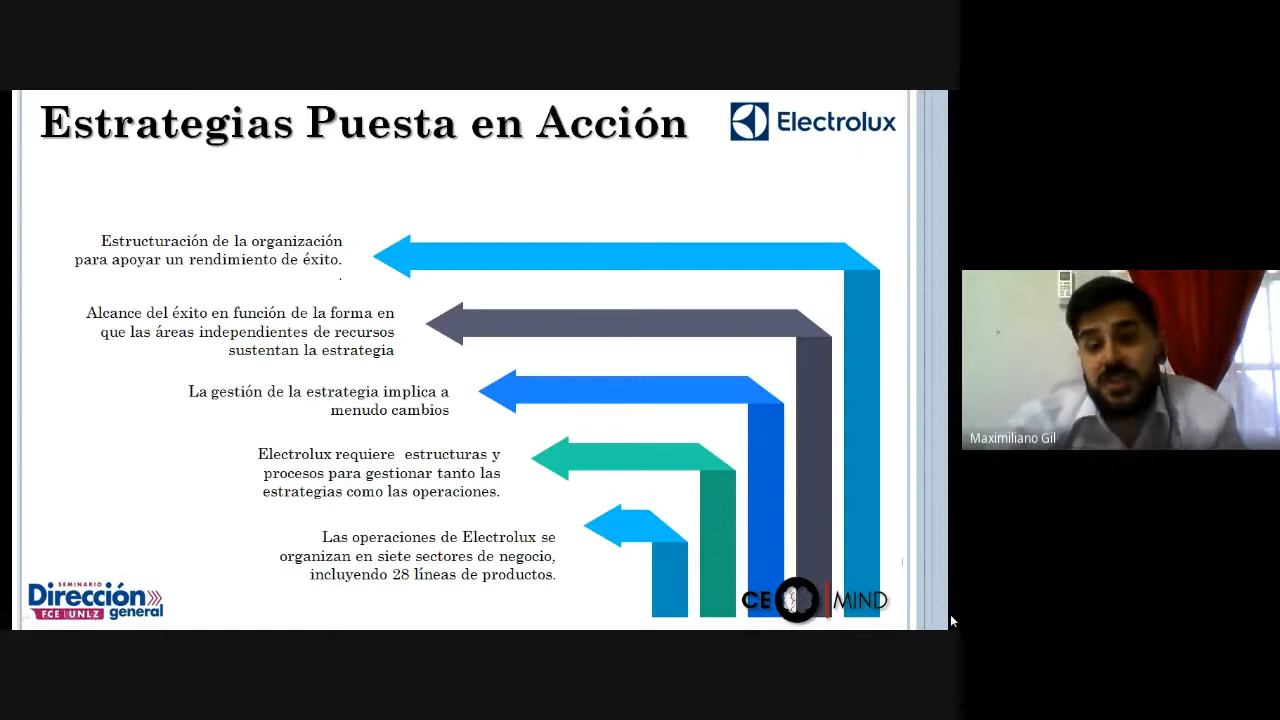 Estrategias Puesta en Acción
Electrolux
Estructuración de la organización
para apoyar un rendimiento de éxito.
.
Alcance del éxito en función de la forma en
que las áreas independientes de recursos
sustentan la estrategia
La gestión de la estrategia implica a
menudo cambios
Electrolux requiere estructuras y
procesos para gestionar tanto las
estrategias como las operaciones.
Las operaciones de Electrolux se
organizan en siete sectores de negocio,
incluyendo 28 líneas de productos.
SEMINARIO
Dirección
FCE | UNLZ general
CE MIND
Maximiliano Gil